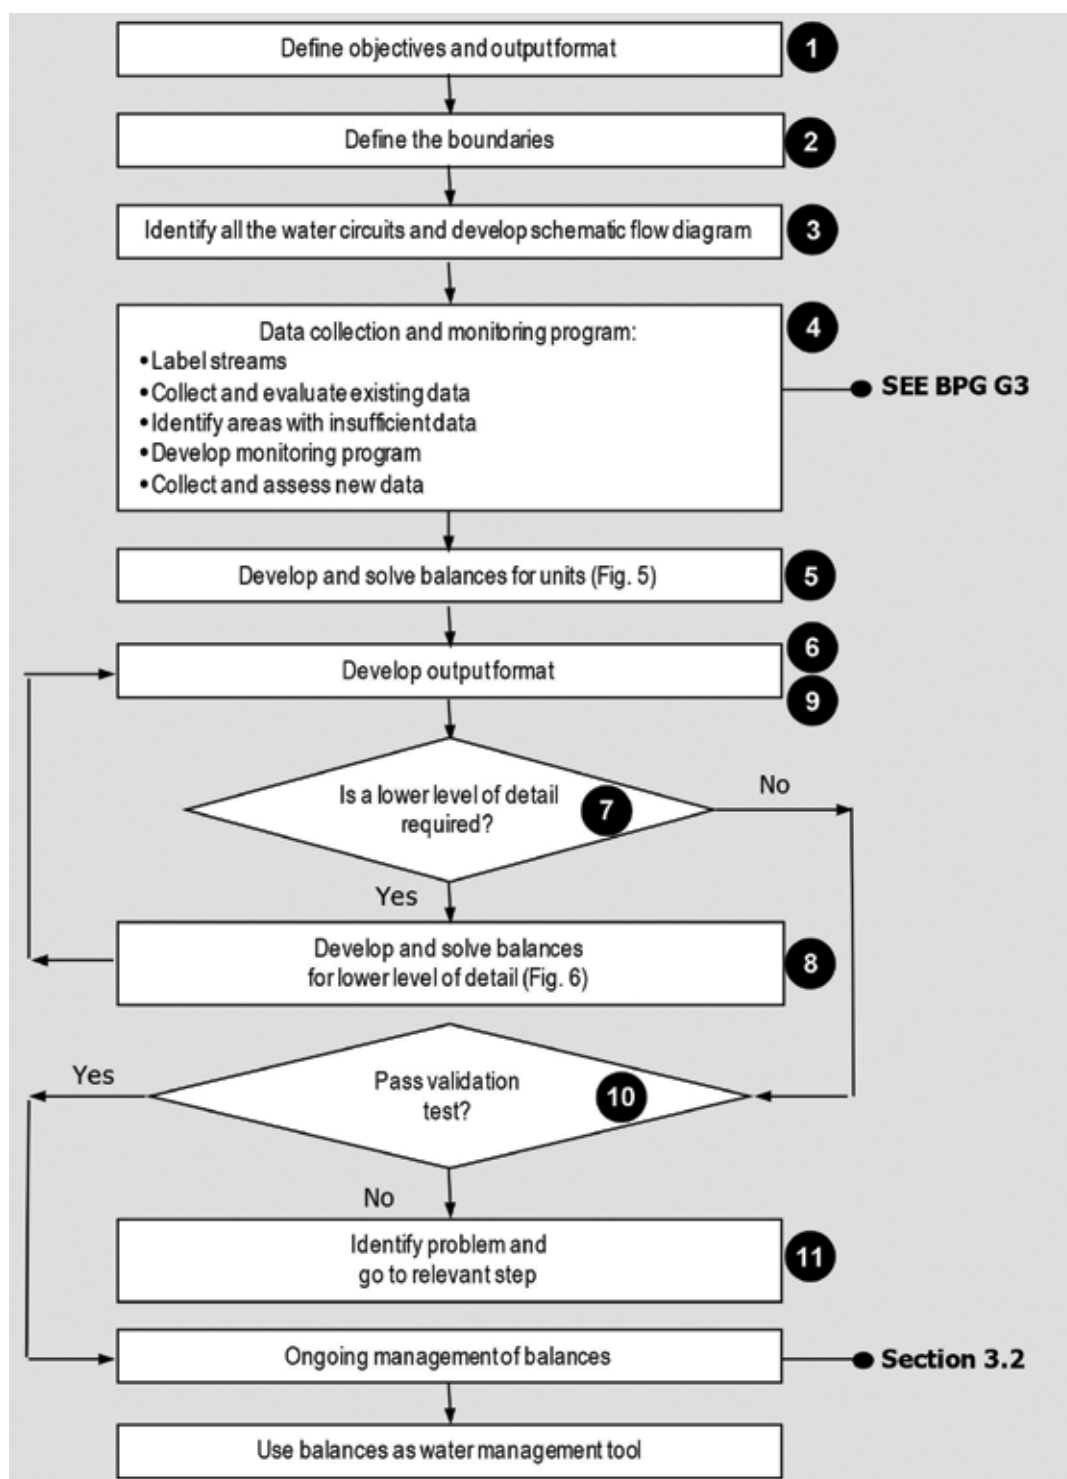 Define objectives and output format
1
Define the boundaries
2
Identify all the water circuits and develop schematic flow diagram
3
Data collection and monitoring program:
4
•Label streams
•Collect and evaluate existing data
SEE BPG G3
•Identify areas with insufficient data
•Develop monitoring program
•Collect and assess new data
Develop and solve balances for units (Fig. 5)
5
Develop output format
6
9
Is a lower level of detail
required?
7
No
Yes
Develop and solve balances
for lower level of detail (Fig. 6)
8
Pass validation
test?
10
Yes
No
Identify problem and
go to relevant step
11
Ongoing management of balances
Section 3.2
Use balances as water management tool